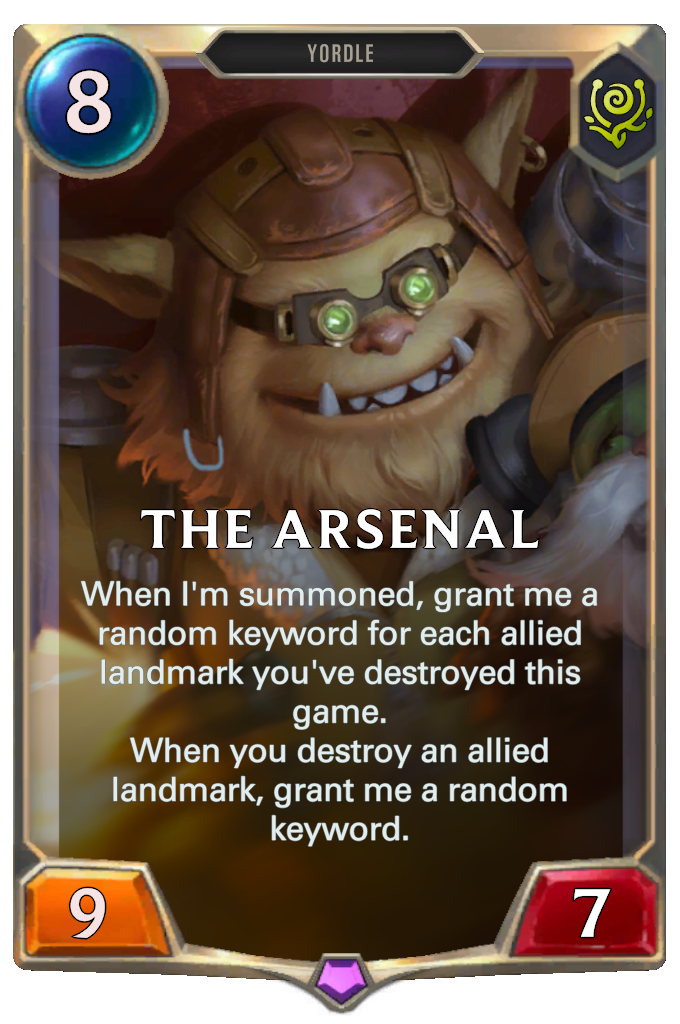 YORDLE
8
THE ARSENAL
When I'm summoned, grant me a
random keyword for each allied
landmark you've destroyed this
game.
When you destroy an allied
landmark, grant me a random
keyword.
9
7